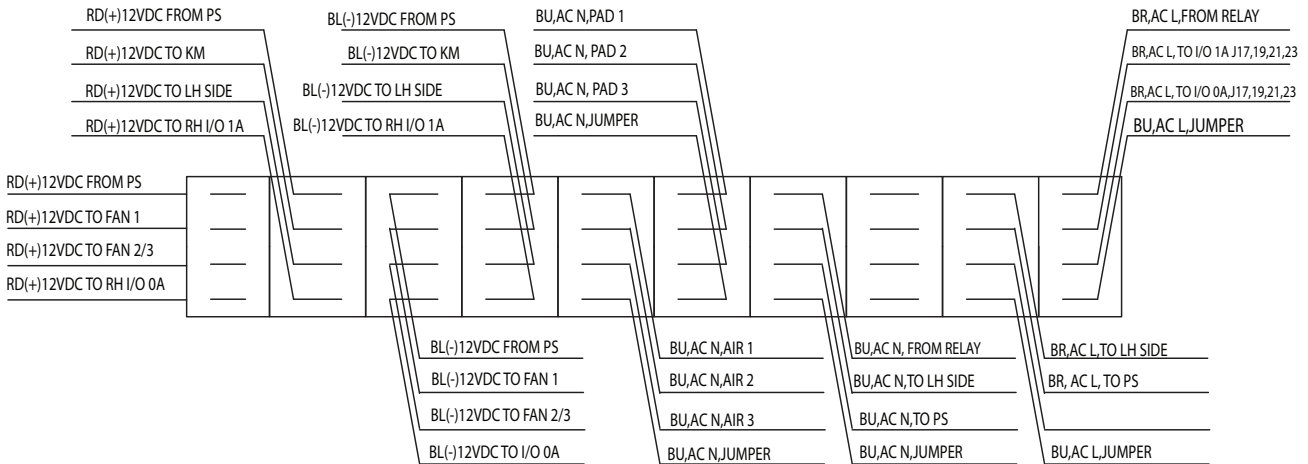 RD(+)12VDC FROM PS
RD(+)12VDC TO KM
RD(+)12VDC TO LH SIDE
RD(+)12VDC TO RH I/O 1A
BL(-)12VDC FROM PS
BL(-)12VDC TO KM
BL(-)12VDC TO LH SIDE
BL(-)12VDC TO RH I/O 1A
BU,AC N,PAD 1
BU,AC N, PAD 2
BU,AC N, PAD 3
BU,AC N,JUMPER
BR,AC L,FROM RELAY
BR,AC L, TO I/O 1A J17,19,21,23
BR,AC L, TO I/O 0A,J17,19,21,23
BU,AC L,JUMPER
RD(+)12VDC FROM PS
RD(+)12VDC TO FAN 1
RD(+)12VDC TO FAN 2/3
RD(+)12VDC TO RH I/O 0A
BL(-)12VDC FROM PS
BL(-)12VDC TO FAN 1
BL(-)12VDC TO FAN 2/3
BL(-)12VDC TO I/O 0A
BU,AC N,AIR 1
BU,AC N,AIR 2
BU,AC N,AIR 3
BU,AC N,JUMPER
BU,AC N, FROM RELAY
BU,AC N,TO LH SIDE
BU,AC N,TO PS
BU,AC N,JUMPER
BR,AC L,TO LH SIDE
BR, AC L, TO PS
BU,AC L,JUMPER